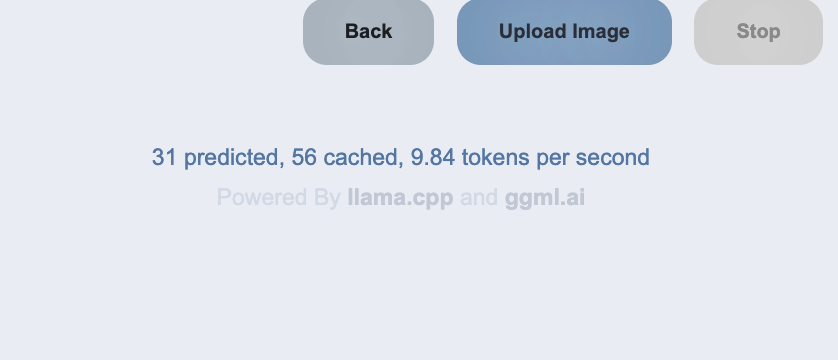 Back Upload Image Stop
31 predicted, 56 cached, 9.84 tokens per second
Powered By llama.cpp and ggml.ai